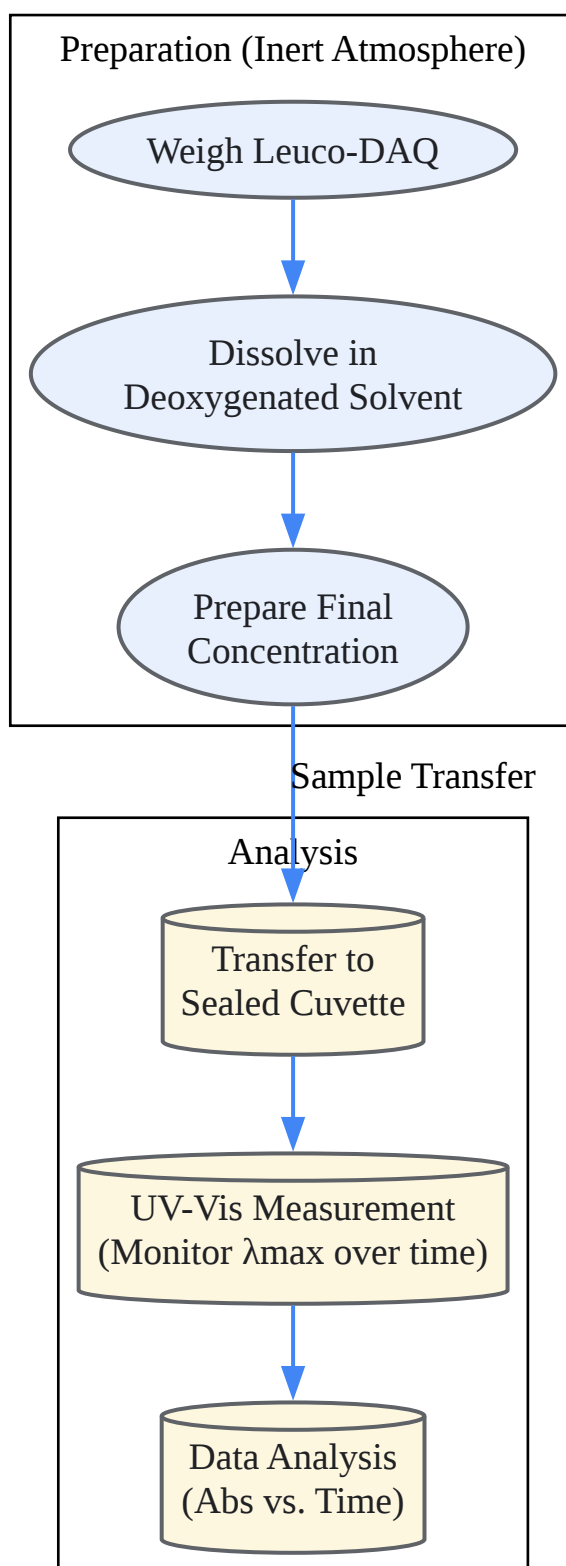 Preparation (Inert Atmosphere)
Weigh Leuco-DAQ
Dissolve in
Deoxygenated Solvent
Prepare Final
Concentration
Sample Transfer
Analysis
Transfer to
Sealed Cuvette
UV-Vis Measurement
(Monitor λmax over time)
Data Analysis
(Abs vs. Time)